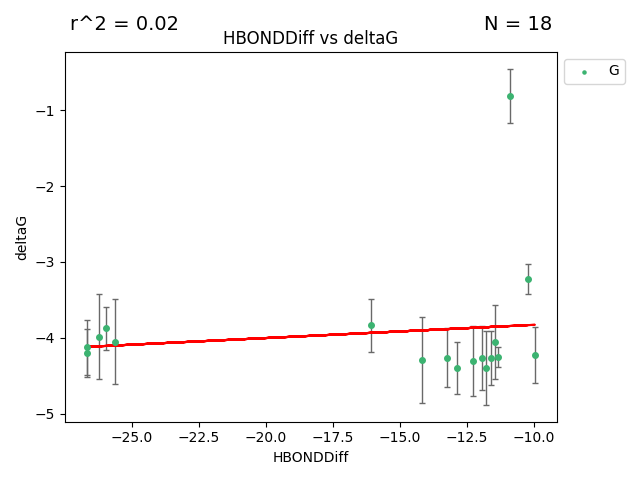 r^2 = 0.02
N = 18
HBONDDiff vs deltaG
G
−1
−2
−3
−4
−5
deltaG
−25.0
−22.5
−20.0
−17.5
−15.0
−12.5
−10.0
HBONDDiff